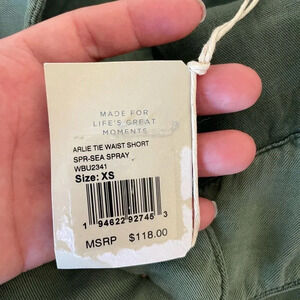 MADE FOR
LIFE'S GREAT
MOMENTS
ARLIE TIE WAIST SHORT
SPR-SEA SPRAY
WBU2341
Size: XS
1 94622 92745 3
MSRP $118.00